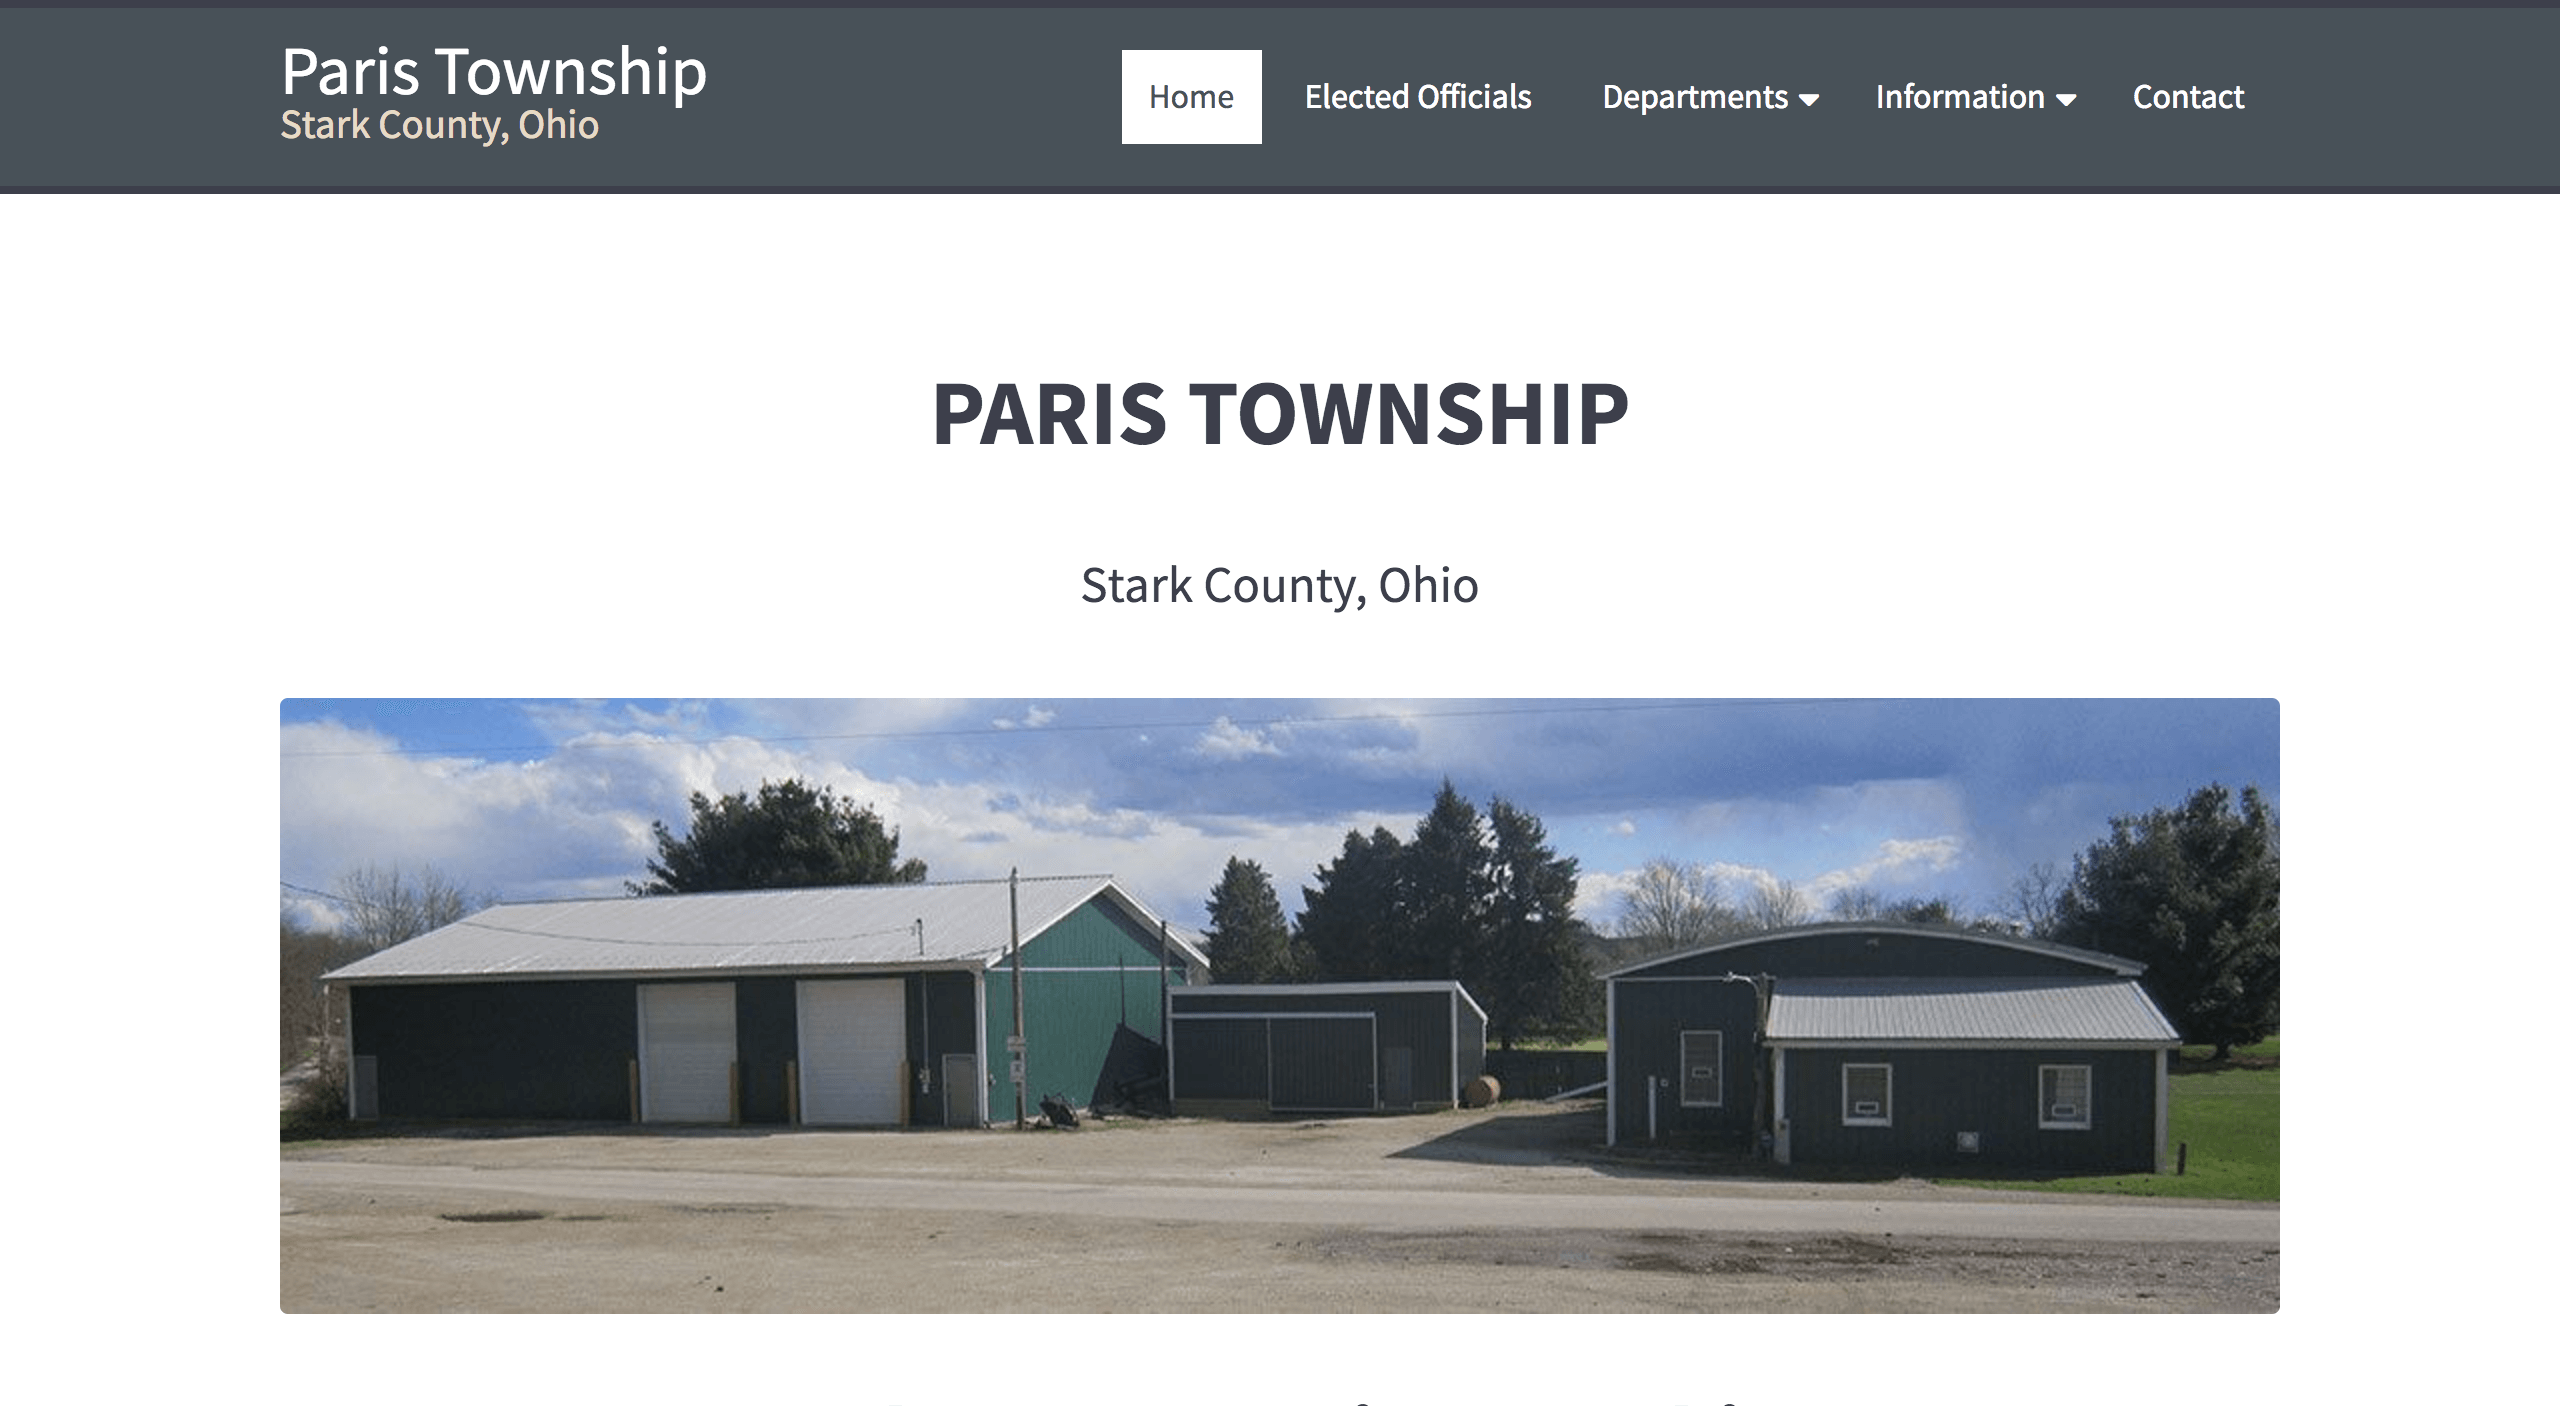 Paris Township
Stark County, Ohio
Home Elected Officials Departments Information Contact
PARIS TOWNSHIP
Stark County, Ohio